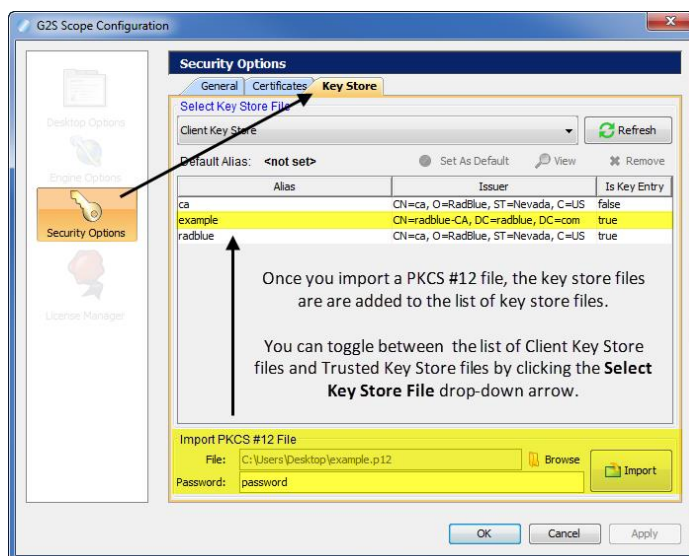 G2S Scope Configuration
Desktop Options
Engine Options
Security Options
License Manager
Security Options
General Certificates Key Store
Select Key Store File
Client Key Store
Refresh
Default Alias: <not set> Set As Default View Remove
Alias Issuer Is Key Entry
ca CN=ca, O=RadBlue, ST=Nevada, C=US false
example CN=radblue-CA, DC=radblue, DC=com true
radblue CN=ca, O=RadBlue, ST=Nevada, C=US true
Once you import a PKCS #12 file, the key store files
are are added to the list of key store files.
You can toggle between the list of Client Key Store
files and Trusted Key Store files by clicking the Select
Key Store File drop-down arrow.
Import PKCS #12 File
File: C:\Users\Desktop\example.p12 Browse
Import
Password: password
OK Cancel Apply